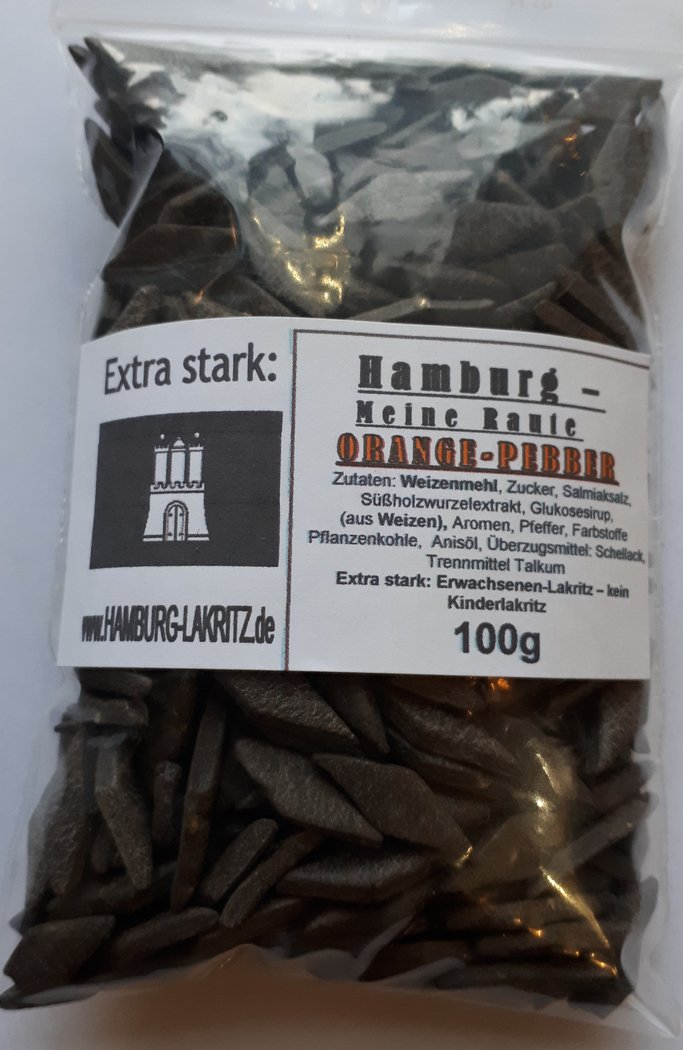 Extra stark:
www.HAMBURG-LAKRITZ.de
Hamburg –
Meine Raute
ORANGE-PEBBER
Zutaten: Weizenmehl, Zucker, Salmiaksalz,
Süßholzwurzelextrakt, Glukosesirup,
(aus Weizen), Aromen, Pfeffer, Farbstoffe
Pflanzenkohle, Anisöl, Überzugsmittel: Schellack,
Trennmittel Talkum
Extra stark: Erwachsenen-Lakritz – kein
Kinderlakritz
100g